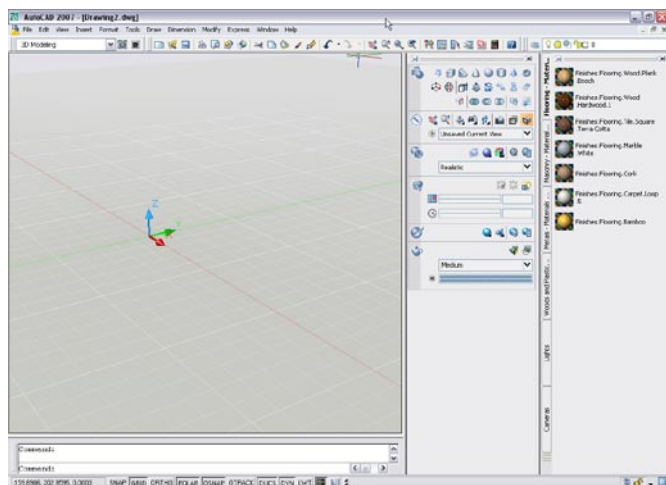 AutoCAD 2007 - [Drawing2.dwg]
File Edit View Insert Format Tools Draw Dimension Modify Express Window Help
3D Modeling
Unsaved Current View
Realistic
Medium
Flooring - Mater...
Masonry - Material...
Metals - Materials ...
Woods and Plastic...
Lights
Cameras
Finishes.Flooring.Wood.Plank
.Beech
Finishes.Flooring.Wood
.Hardwood.1
Finishes.Flooring.Tile.Square
.Terra Cotta
Finishes.Flooring.Marble
.White
Finishes.Flooring.Cork
Finishes.Flooring.Carpet.Loop
Finishes.Flooring.Bamboo
Z
Y
Command:
Command:
SNAP GRID ORTHO POLAR OSNAP OTRACK DUCS DYN LWT